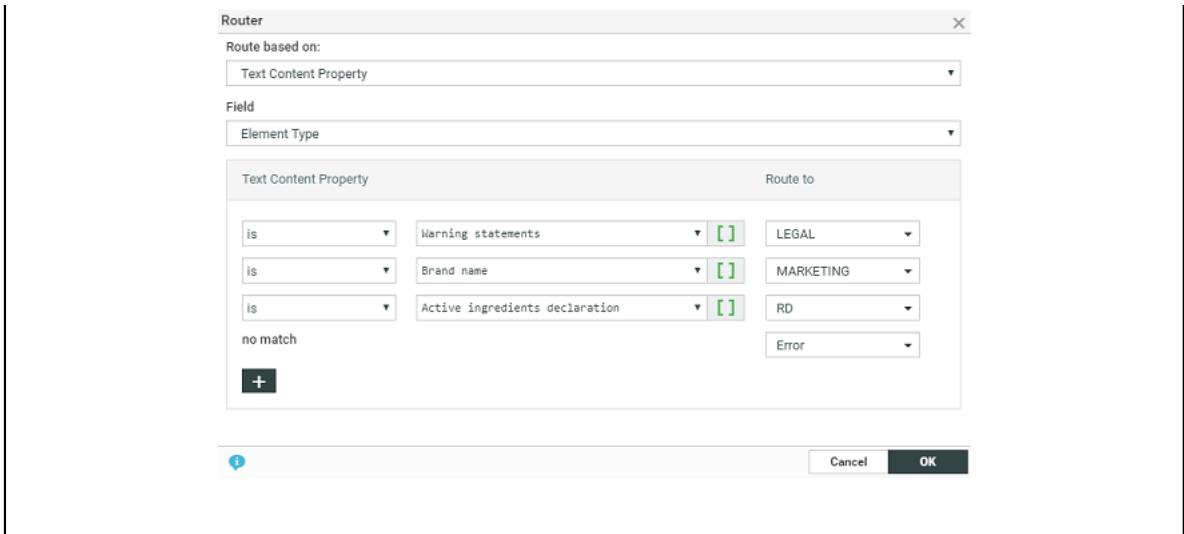 Router
Route based on:
Text Content Property
Field
Element Type
Text Content Property Route to
is Warning statements [] LEGAL
is Brand name [] MARKETING
is Active ingredients declaration [] RD
no match Error
+
Cancel OK